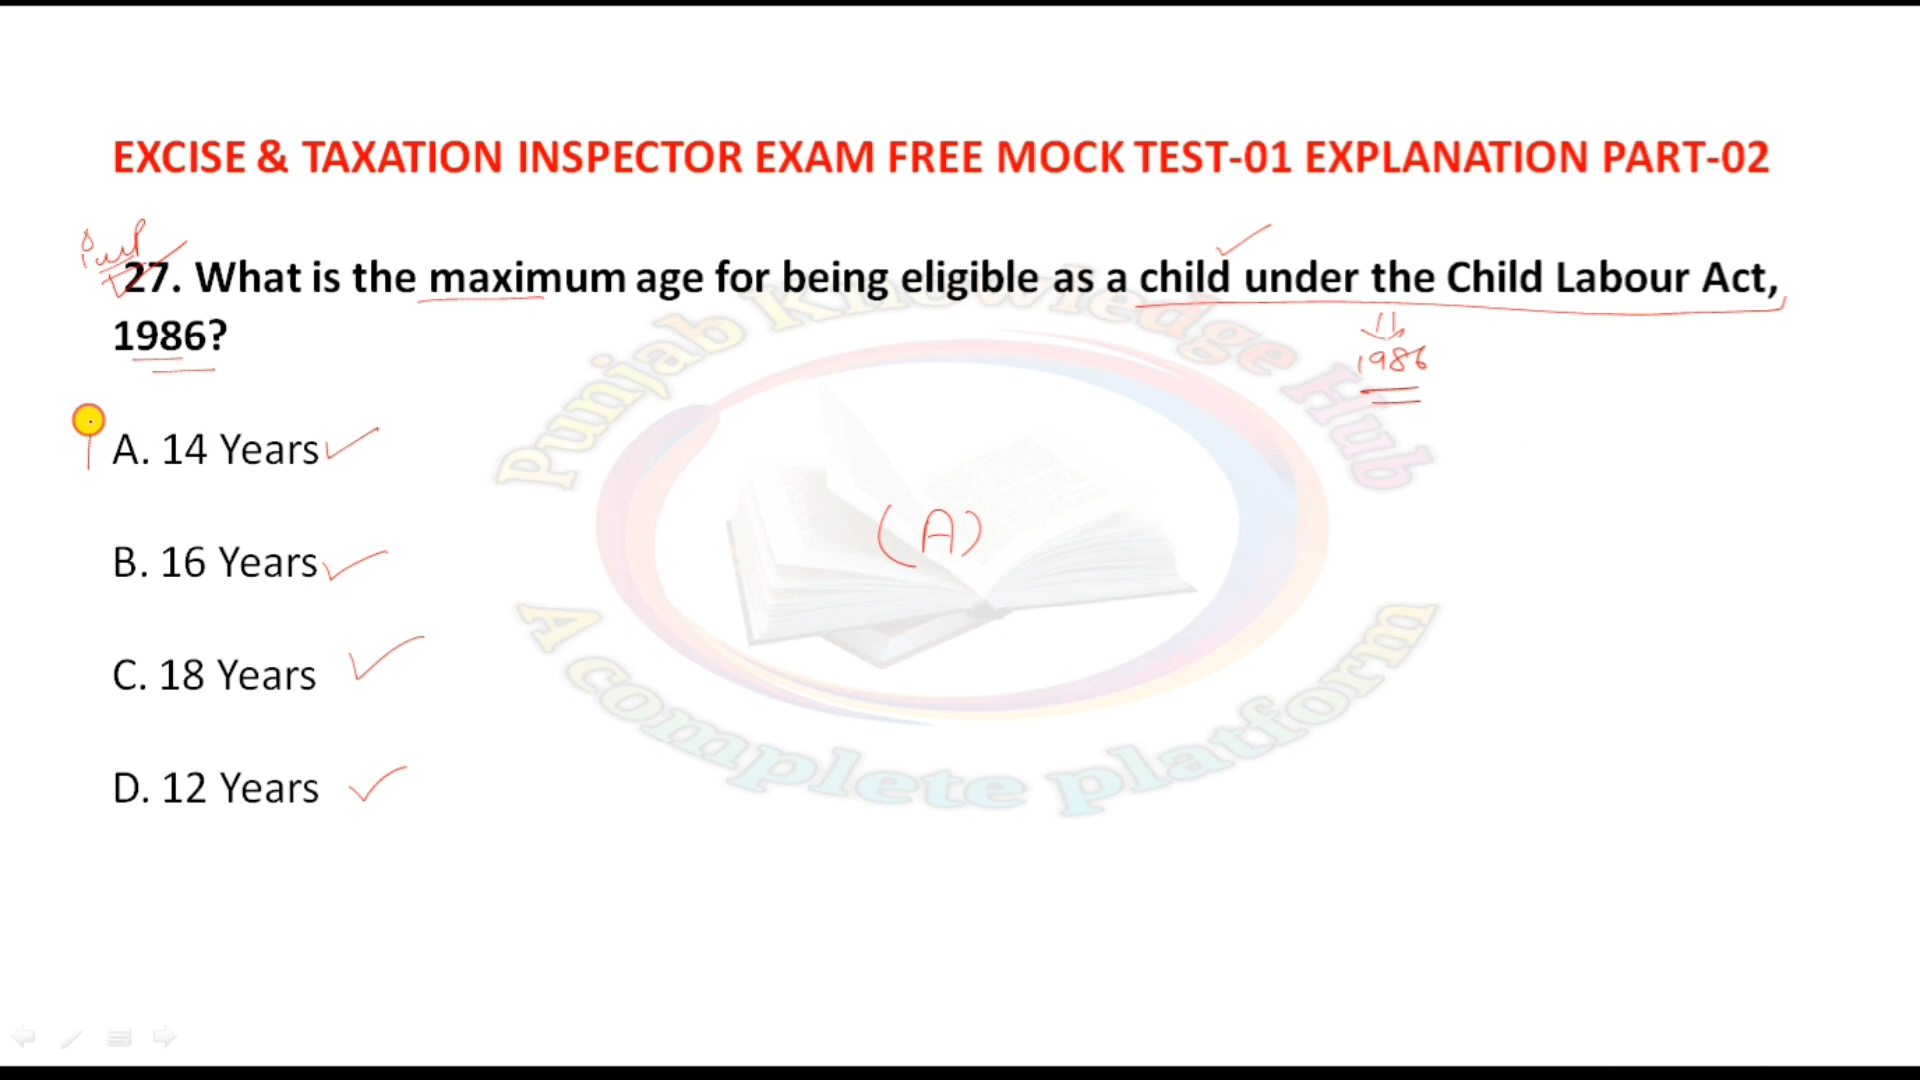 EXCISE & TAXATION INSPECTOR EXAM FREE MOCK TEST-01 EXPLANATION PART-02
Imp
27. What is the maximum age for being eligible as a child under the Child Labour Act,
1986?
1986
A. 14 Years
B. 16 Years
C. 18 Years
D. 12 Years
(A)
Punjab Knowledge Hub
A complete platform